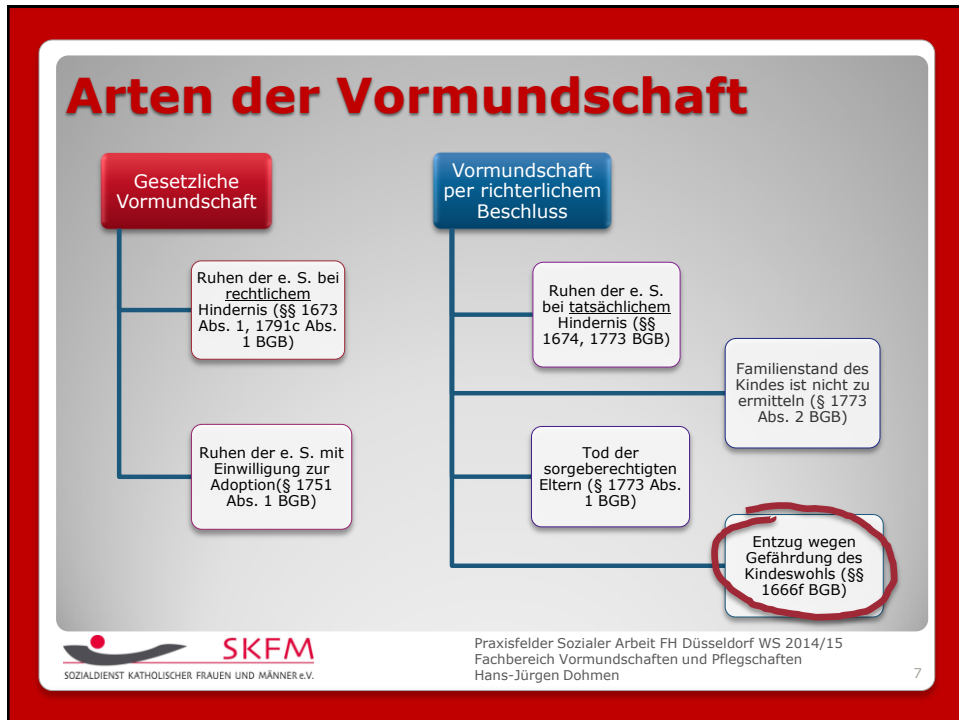 Arten der Vormundschaft
Gesetzliche
Vormundschaft
Ruhen der e. S. bei
rechtlichem
Hindernis (§§ 1673
Abs. 1, 1791c Abs.
1 BGB)
Ruhen der e. S. mit
Einwilligung zur
Adoption(§ 1751
Abs. 1 BGB)
Vormundschaft
per richterlichem
Beschluss
Ruhen der e. S.
bei tatsächlichem
Hindernis (§§
1674, 1773 BGB)
Familienstand des
Kindes ist nicht zu
ermitteln (§ 1773
Abs. 2 BGB)
Tod der
sorgeberechtigten
Eltern (§ 1773 Abs.
1 BGB)
Entzug wegen
Gefährdung des
Kindeswohls (§§
1666f BGB)
SKFM
SOZIALDIENST KATHOLISCHER FRAUEN UND MÄNNER e.V.
Praxisfelder Sozialer Arbeit FH Düsseldorf WS 2014/15
Fachbereich Vormundschaften und Pflegschaften
Hans-Jürgen Dohmen
7